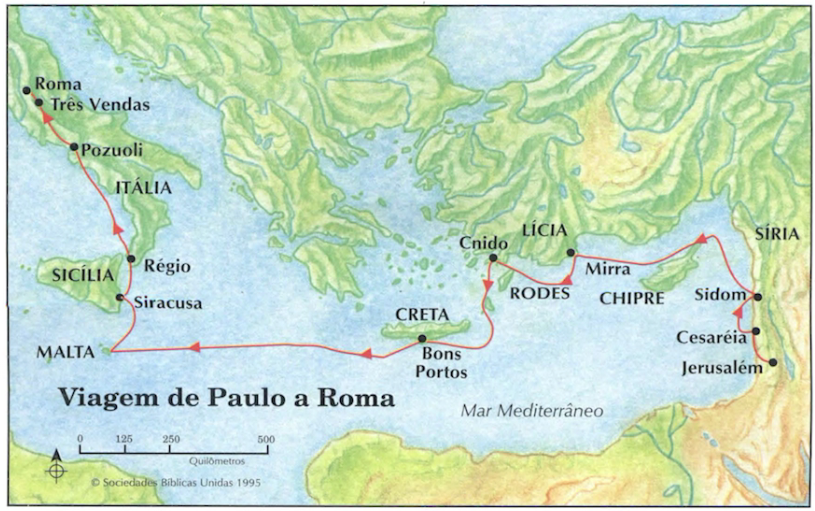 Roma
Três Vendas
Pozuoli
ITÁLIA
Régio
SICÍLIA
Siracusa
MALTA
CRETA
Bons
Portos
Cnido
LÍCIA
Mirra
RODES
CHIPRE
SÍRIA
Sidom
Cesaréia
Jerusalém
Viagem de Paulo a Roma
Mar Mediterrâneo
0 125 250 500
Quilômetros
© Sociedades Bíblicas Unidas 1995